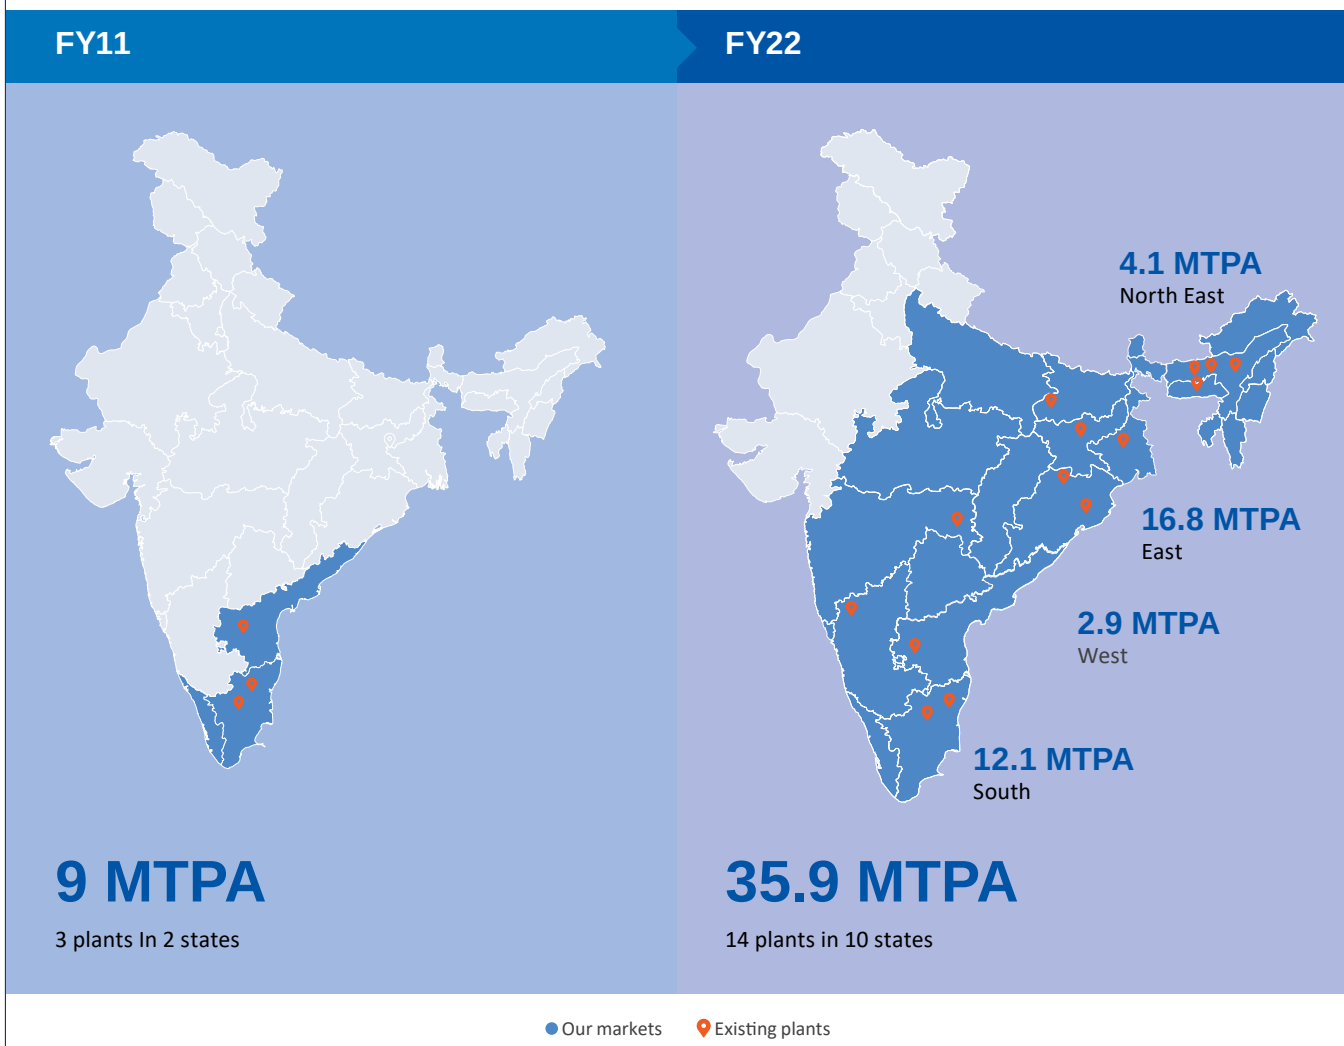 FY11
9 MTPA
3 plants In 2 states
FY22
4.1 MTPA
North East
16.8 MTPA
East
2.9 MTPA
West
12.1 MTPA
South
35.9 MTPA
14 plants in 10 states
Our markets
Existing plants